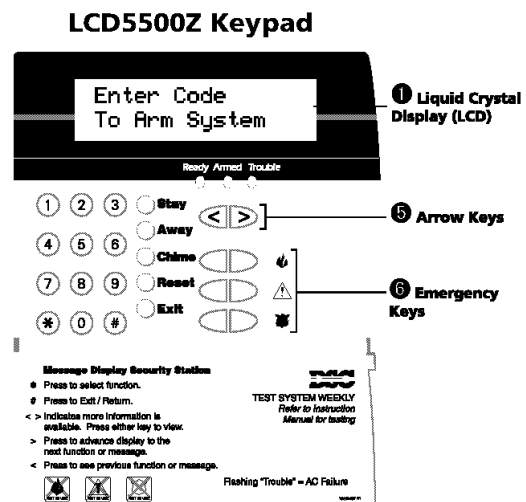 LCD5500Z Keypad
Enter Code
To Arm System
❶ Liquid Crystal
Display (LCD)
Ready Armed Trouble
1 2 3 Stay
< >
❺ Arrow Keys
Away
4 5 6
Chime
7 8 9 Reset
❻ Emergency
Keys
Exit
* 0 #
Message Display Security Station
* Press to select function.
# Press to Exit / Return.
< > Indicates more information is
available. Press either key to view.
> Press to advance display to the
next function or message.
< Press to see previous function or message.
DSC
TEST SYSTEM WEEKLY
Refer to Instruction
Manual for testing
Flashing "Trouble" = AC Failure